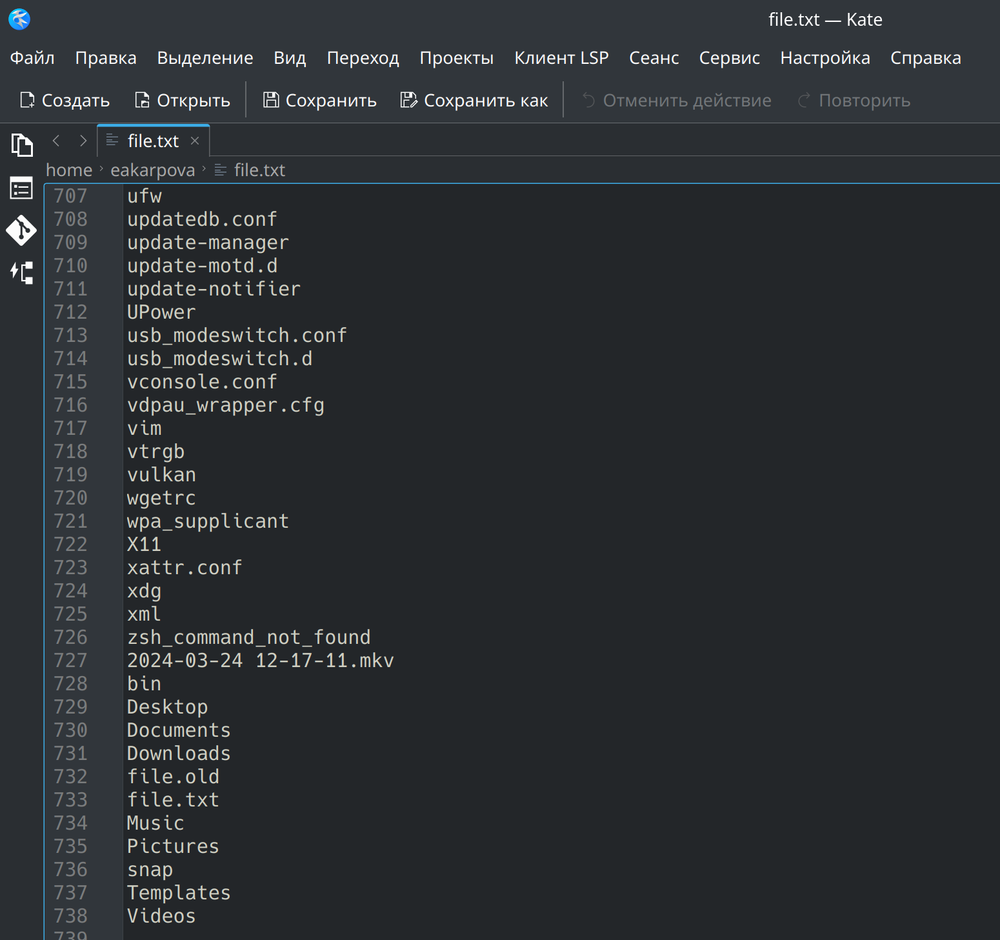 file.txt — Kate
Файл Правка Выделение Вид Переход Проекты Клиент LSP Сеанс Сервис Настройка Справка
Создать Открыть Сохранить Сохранить как Отменить действие Повторить
file.txt
home eakarpova file.txt
707 ufw
708 updatedb.conf
709 update-manager
710 update-motd.d
711 update-notifier
712 UPower
713 usb_modeswitch.conf
714 usb_modeswitch.d
715 vconsole.conf
716 vdpau_wrapper.cfg
717 vim
718 vtrgb
719 vulkan
720 wgetrc
721 wpa_supplicant
722 X11
723 xattr.conf
724 xdg
725 xml
726 zsh_command_not_found
727 2024-03-24 12-17-11.mkv
728 bin
729 Desktop
730 Documents
731 Downloads
732 file.old
733 file.txt
734 Music
735 Pictures
736 snap
737 Templates
738 Videos
739